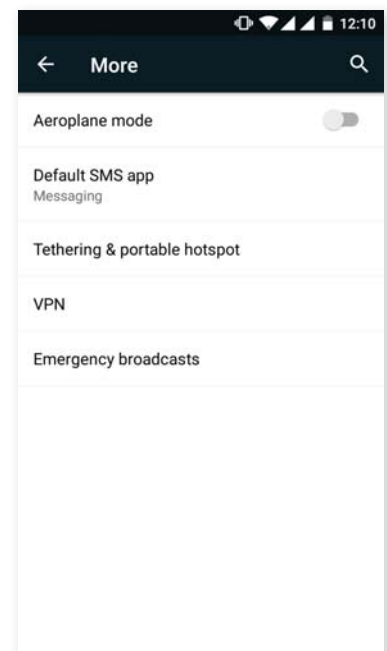 12:10
More
Aeroplane mode
Default SMS app
Messaging
Tethering & portable hotspot
VPN
Emergency broadcasts